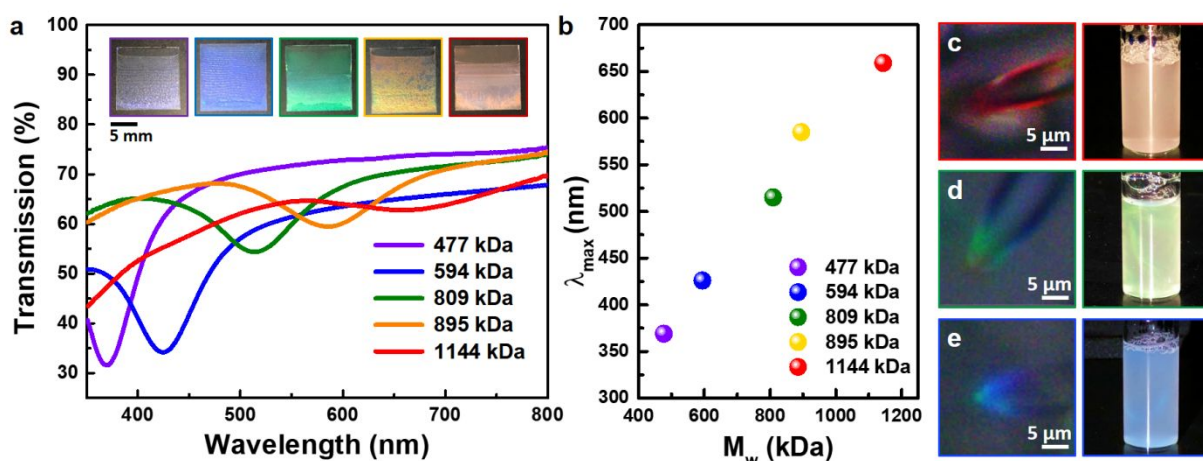 a
Transmission (%)
100
90
80
70
60
50
40
30
5 mm
477 kDa
594 kDa
809 kDa
895 kDa
1144 kDa
400 500 600 700 800
Wavelength (nm)
b
λmax (nm)
700
650
600
550
500
450
400
350
300
477 kDa
594 kDa
809 kDa
895 kDa
1144 kDa
400 600 800 1000 1200
Mw (kDa)
c
5 µm
d
5 µm
e
5 µm